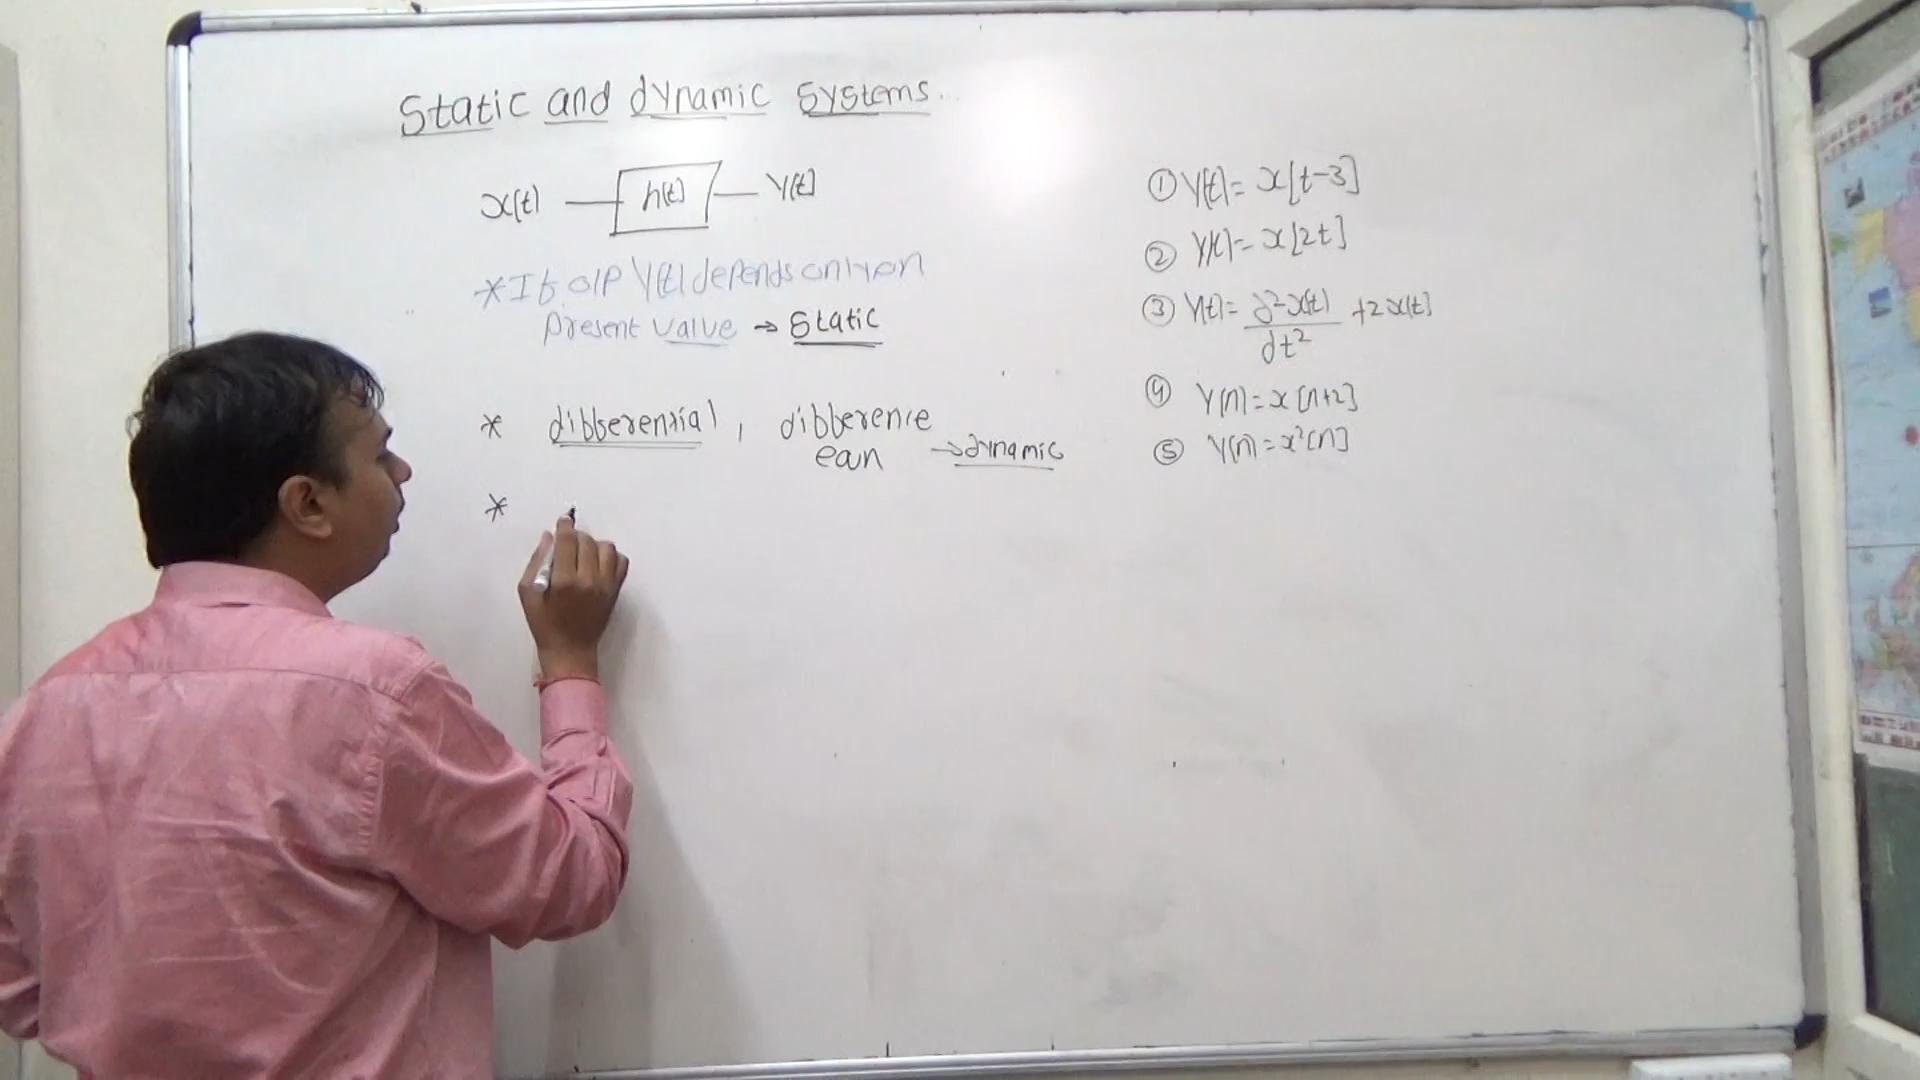 Static and dynamic systems..
x(t) h(t) y(t)
* If o/p y(t) depends only on
present value → static
* differential, difference
eqn → dynamic
*
① y(t) = x[t-3]
② y(t) = x[2t]
③ y(t) = d²x(t)/dt² + 2x(t)
④ y[n] = x[n+2]
⑤ y[n] = x²[n]